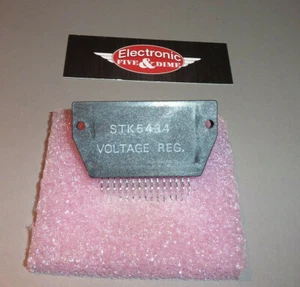 Electronic
FIVE & DIME
STK5434
VOLTAGE REG.